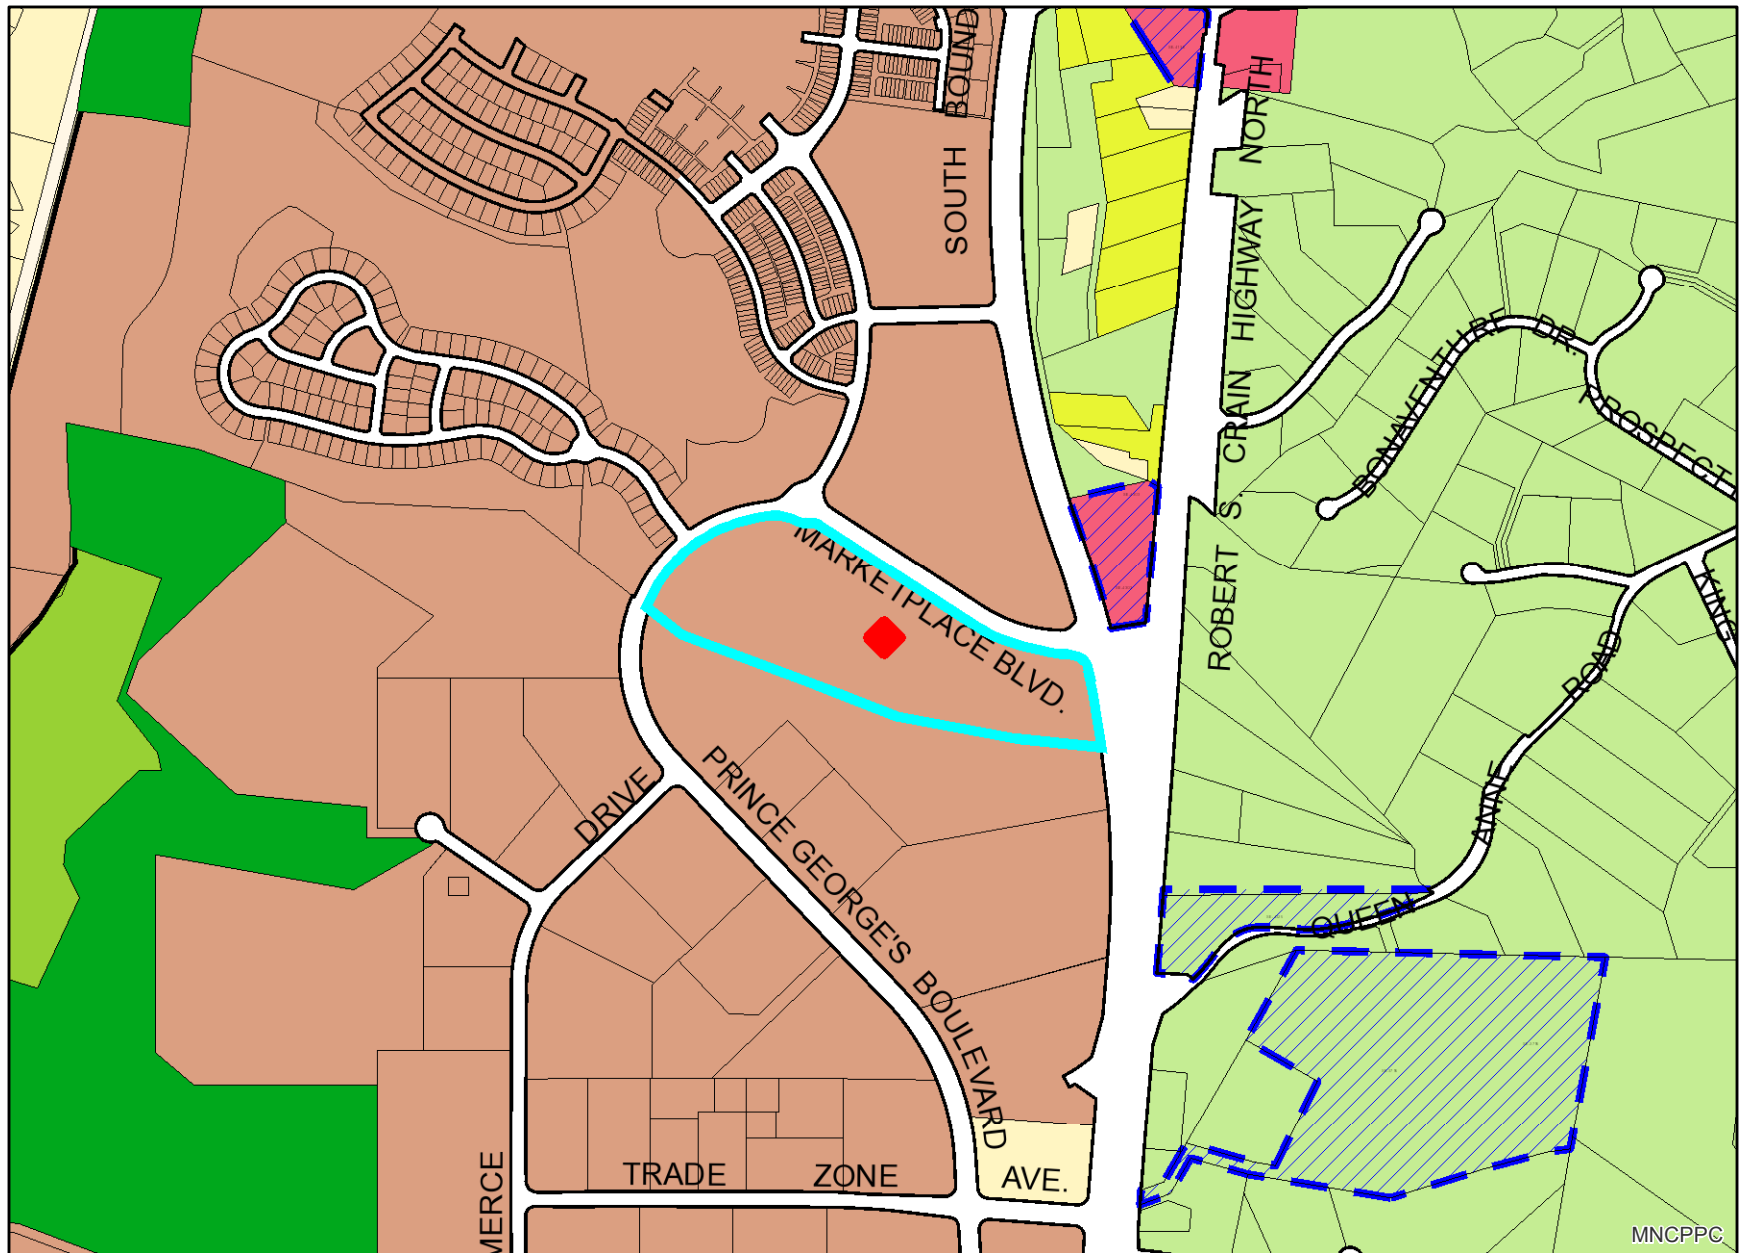 SOUTH BOUND
ROBERT S. CRAIN HIGHWAY NORTH
BONAVENTURE DR.
PROSPECT
KING
MARKETPLACE BLVD.
QUEEN ANNE ROAD
DRIVE
PRINCE GEORGE'S BOULEVARD
MERCE
TRADE ZONE AVE.
MNCPPC